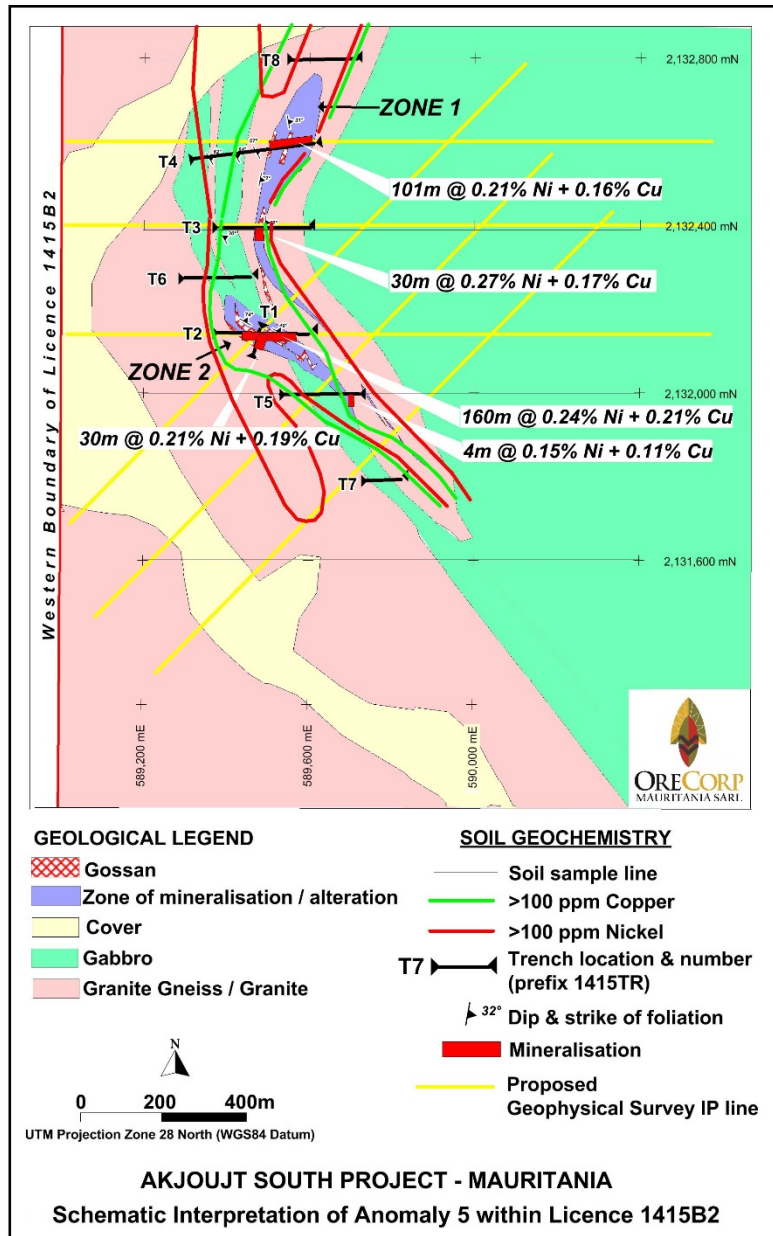 T8
2,132,800 mN
ZONE 1
T4
101m @ 0.21% Ni + 0.16% Cu
T3
2,132,400 mN
30m @ 0.27% Ni + 0.17% Cu
T6
T1
T2
ZONE 2
160m @ 0.24% Ni + 0.21% Cu
T5
2,132,000 mN
30m @ 0.21% Ni + 0.19% Cu
4m @ 0.15% Ni + 0.11% Cu
T7
2,131,600 mN
Western Boundary of Licence 1415B2
589,200 mE
589,600 mE
590,000 mE
ORECORP
MAURITANIA SARL
GEOLOGICAL LEGEND
Gossan
Zone of mineralisation / alteration
Cover
Gabbro
Granite Gneiss / Granite
N
0 200 400m
UTM Projection Zone 28 North (WGS84 Datum)
SOIL GEOCHEMISTRY
Soil sample line
>100 ppm Copper
>100 ppm Nickel
T7 Trench location & number
(prefix 1415TR)
32° Dip & strike of foliation
Mineralisation
Proposed
Geophysical Survey IP line
AKJOUJT SOUTH PROJECT - MAURITANIA
Schematic Interpretation of Anomaly 5 within Licence 1415B2